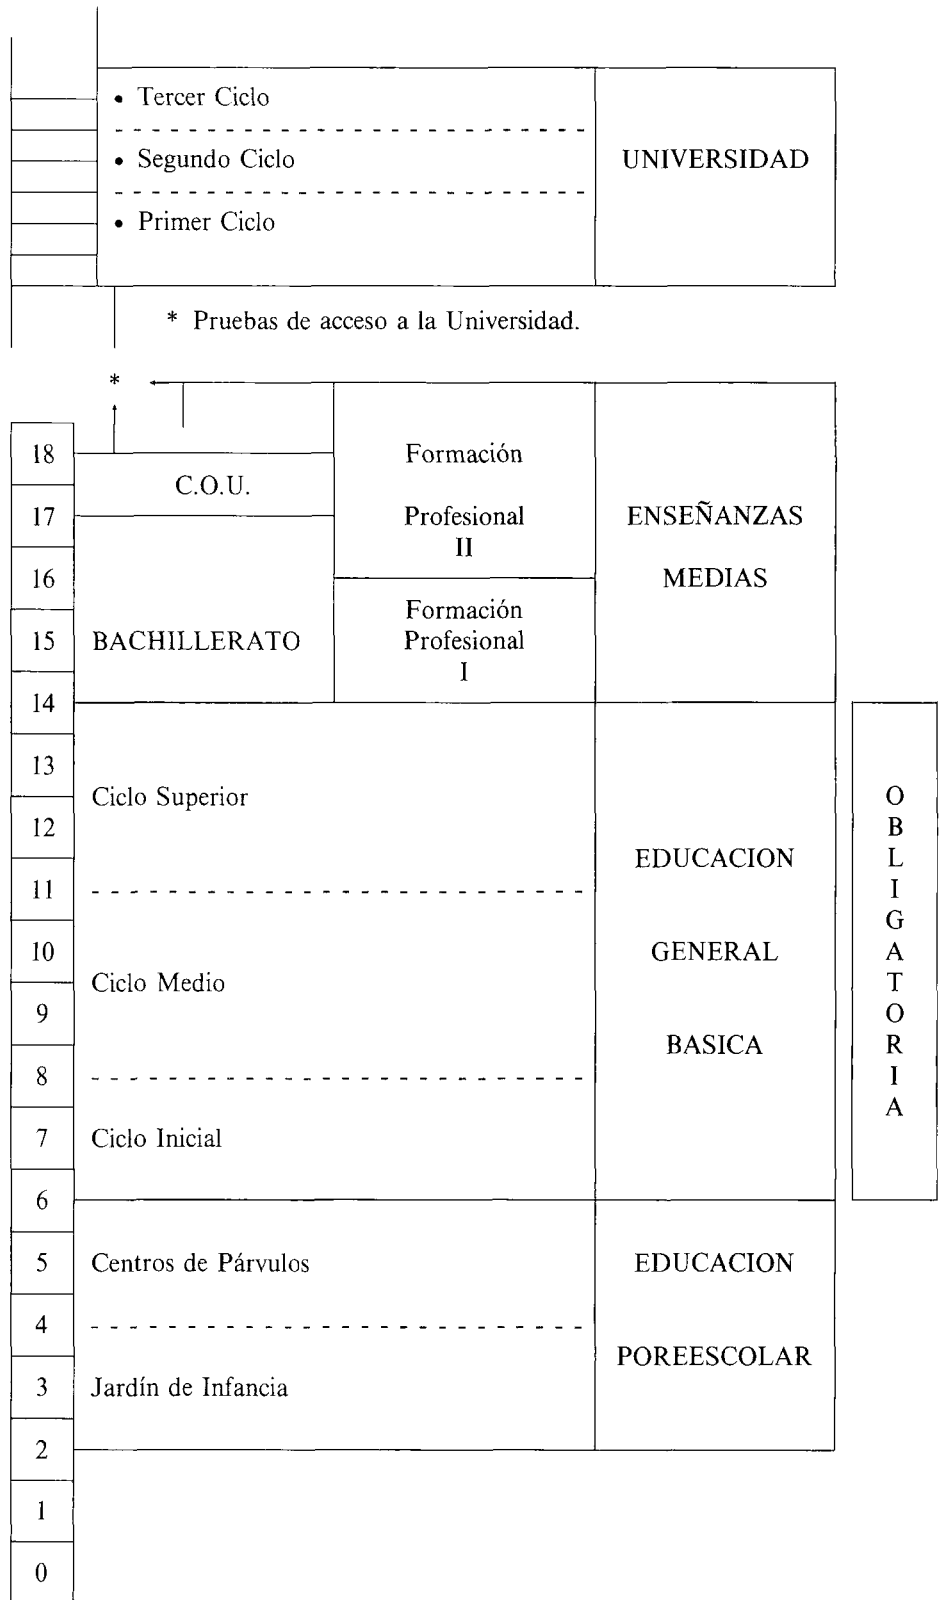 • Tercer Ciclo
• Segundo Ciclo
• Primer Ciclo
UNIVERSIDAD
* Pruebas de acceso a la Universidad.
*
18
17
16
15
14
13
12
11
10
9
8
7
6
5
4
3
2
1
0
C.O.U.
BACHILLERATO
Formación
Profesional
II
Formación
Profesional
I
ENSEÑANZAS
MEDIAS
Ciclo Superior
Ciclo Medio
Ciclo Inicial
EDUCACION
GENERAL
BASICA
OBLIGATORIA
Centros de Párvulos
Jardín de Infancia
EDUCACION
POREESCOLAR